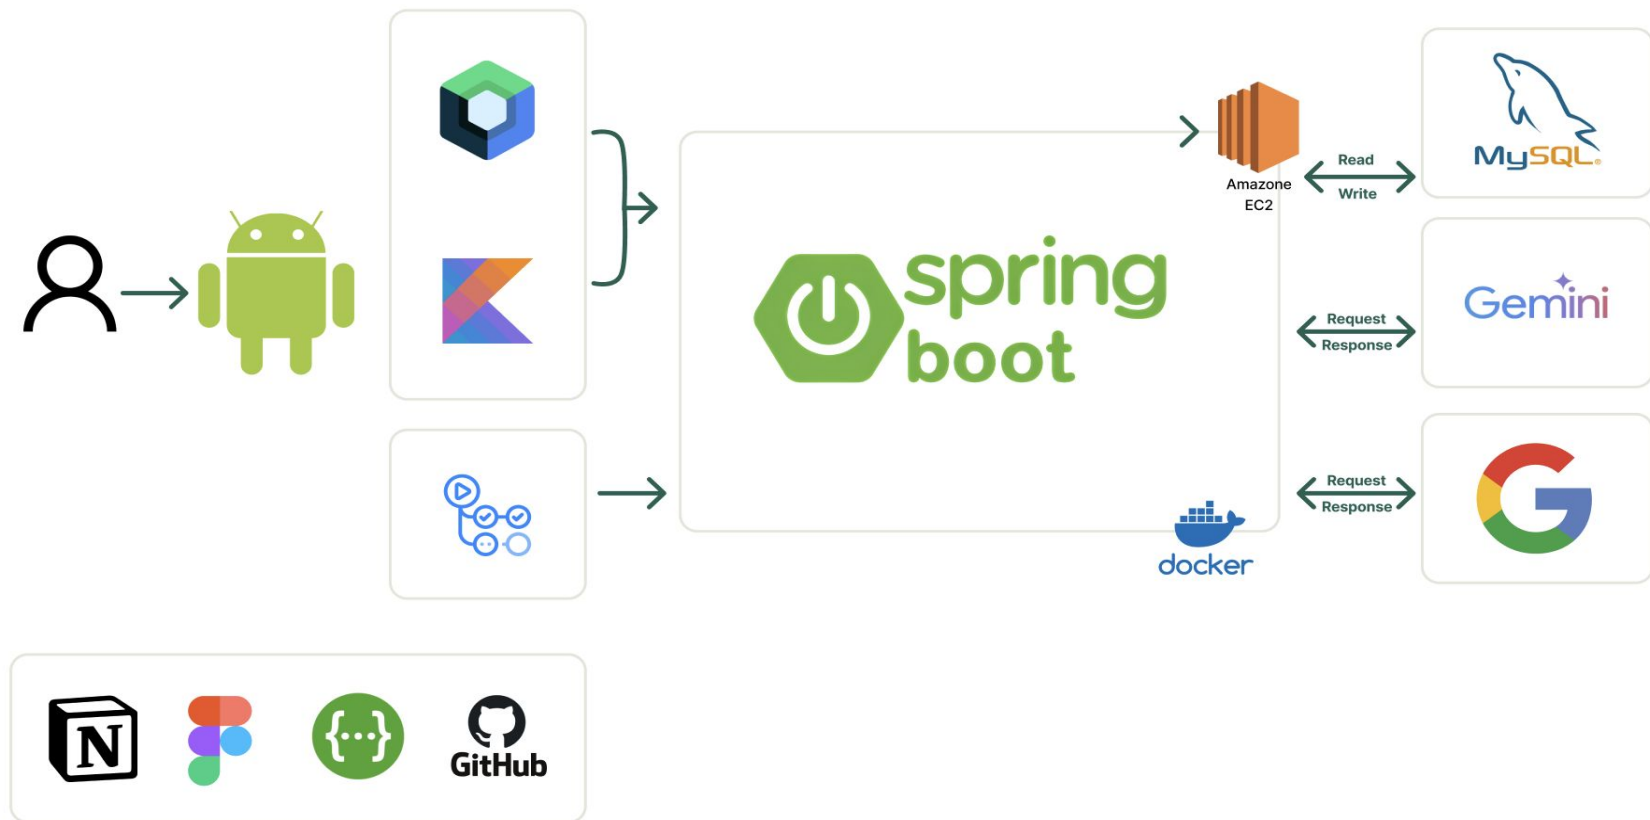 Amazone
EC2
Read
Write
MySQL®
spring
boot
Gemini
Request
Response
Request
Response
docker
N
{...}
GitHub